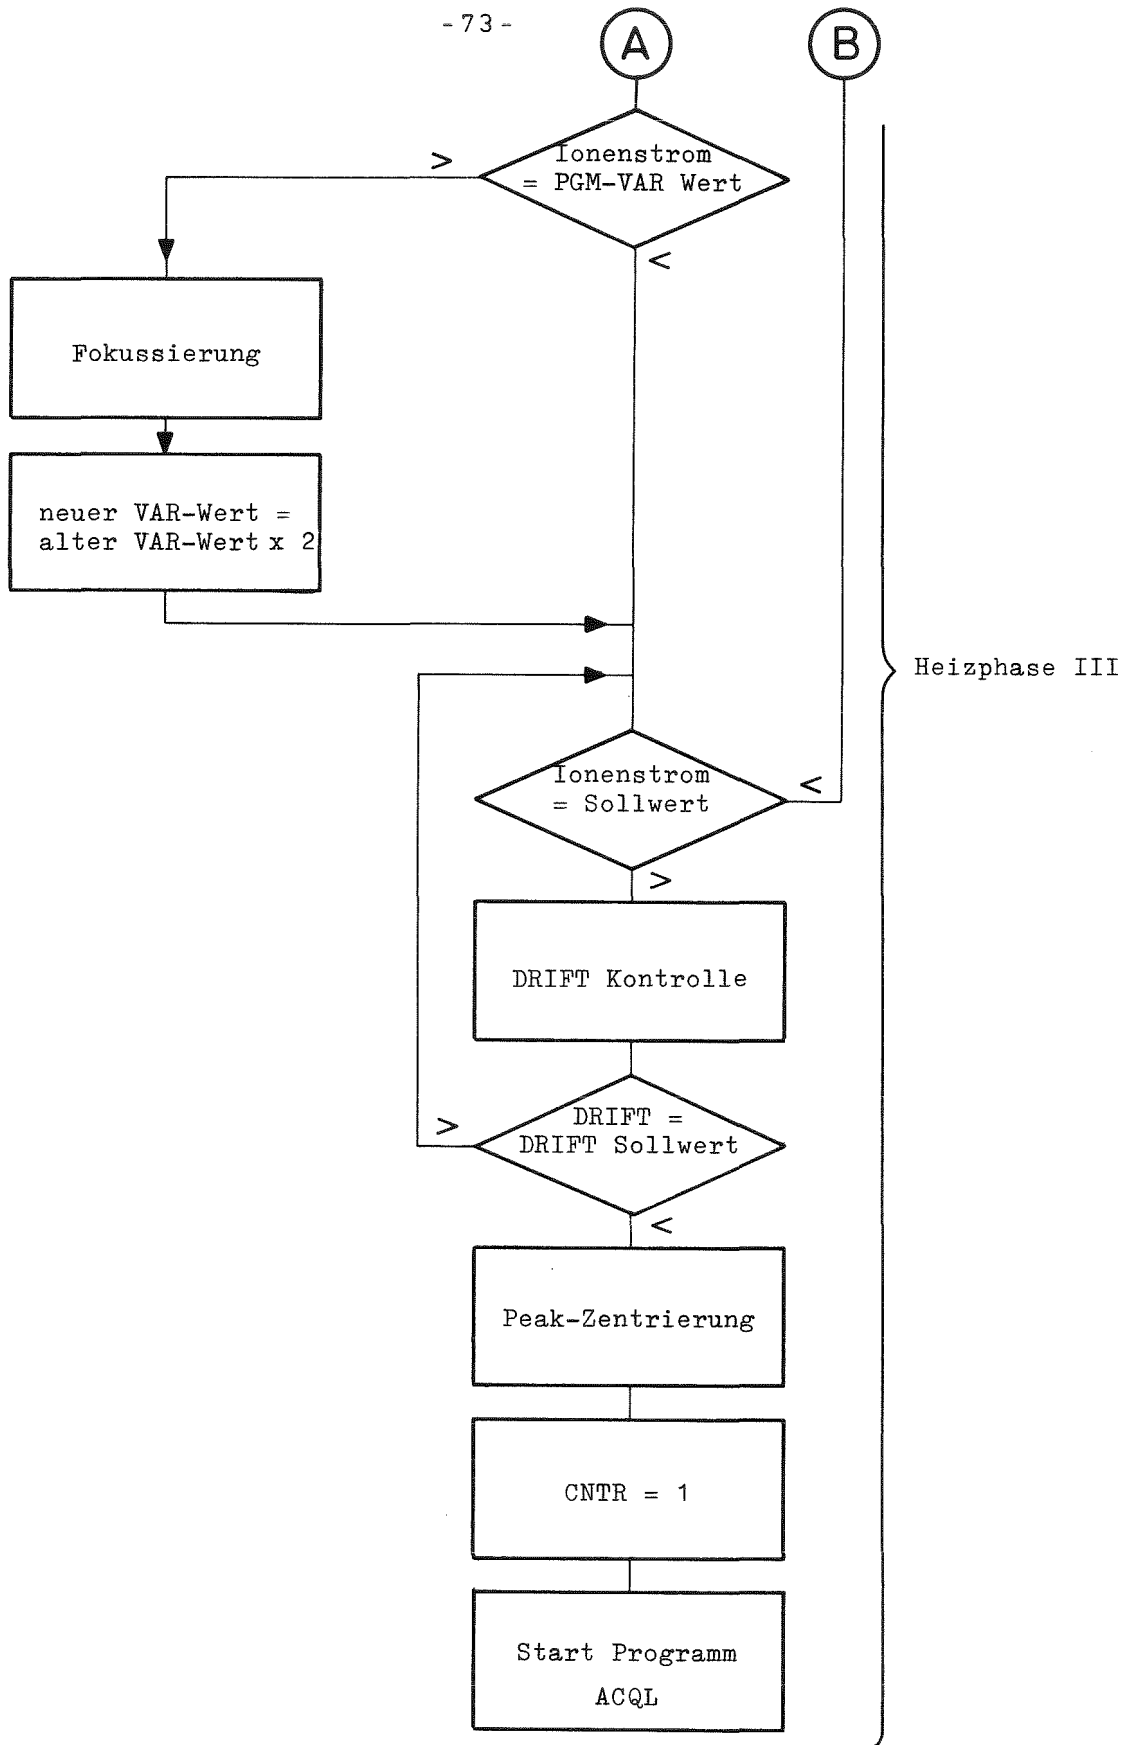 -73-
A
B
>
Ionenstrom
= PGM-VAR Wert
<
Fokussierung
neuer VAR-Wert =
alter VAR-Wert x 2
Heizphase III
Ionenstrom
= Sollwert
<
>
DRIFT Kontrolle
>
DRIFT =
DRIFT Sollwert
<
Peak-Zentrierung
CNTR = 1
Start Programm
ACQL